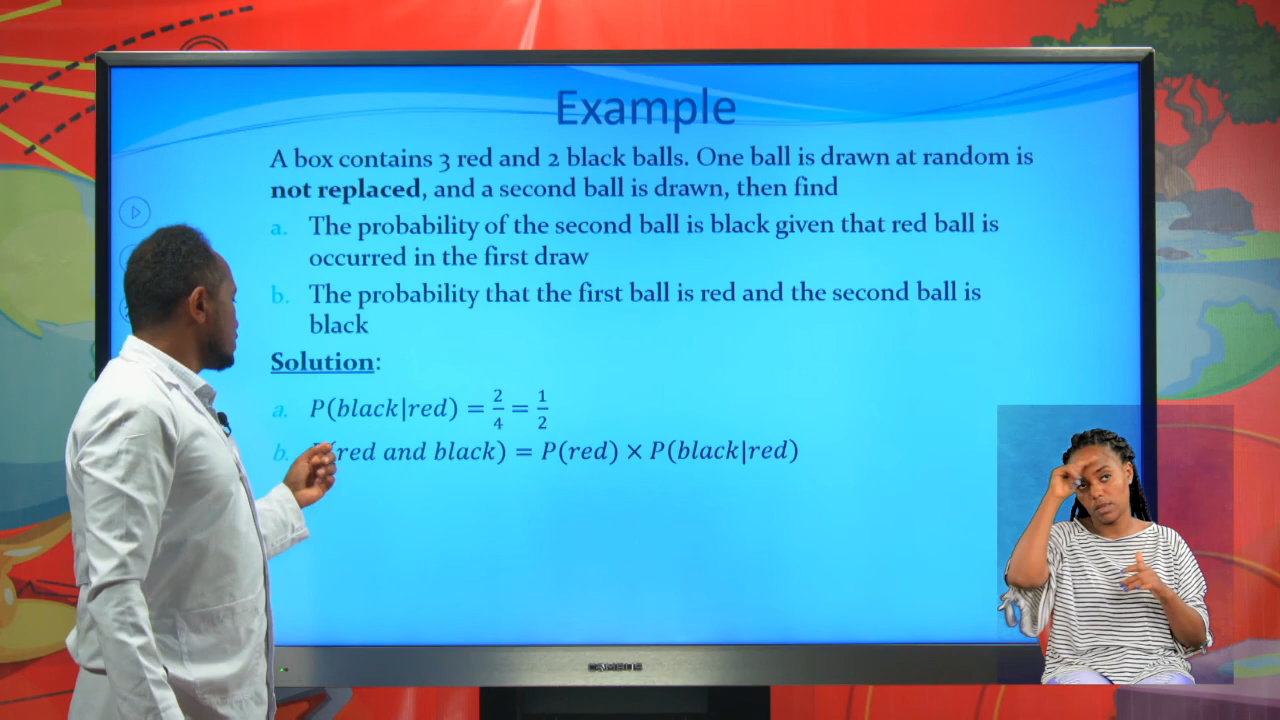 Example
A box contains 3 red and 2 black balls. One ball is drawn at random is
not replaced, and a second ball is drawn, then find
a. The probability of the second ball is black given that red ball is
occurred in the first draw
b. The probability that the first ball is red and the second ball is
black
Solution:
a. P(black|red) = 2/4 = 1/2
b. (red and black) = P(red) × P(black|red)